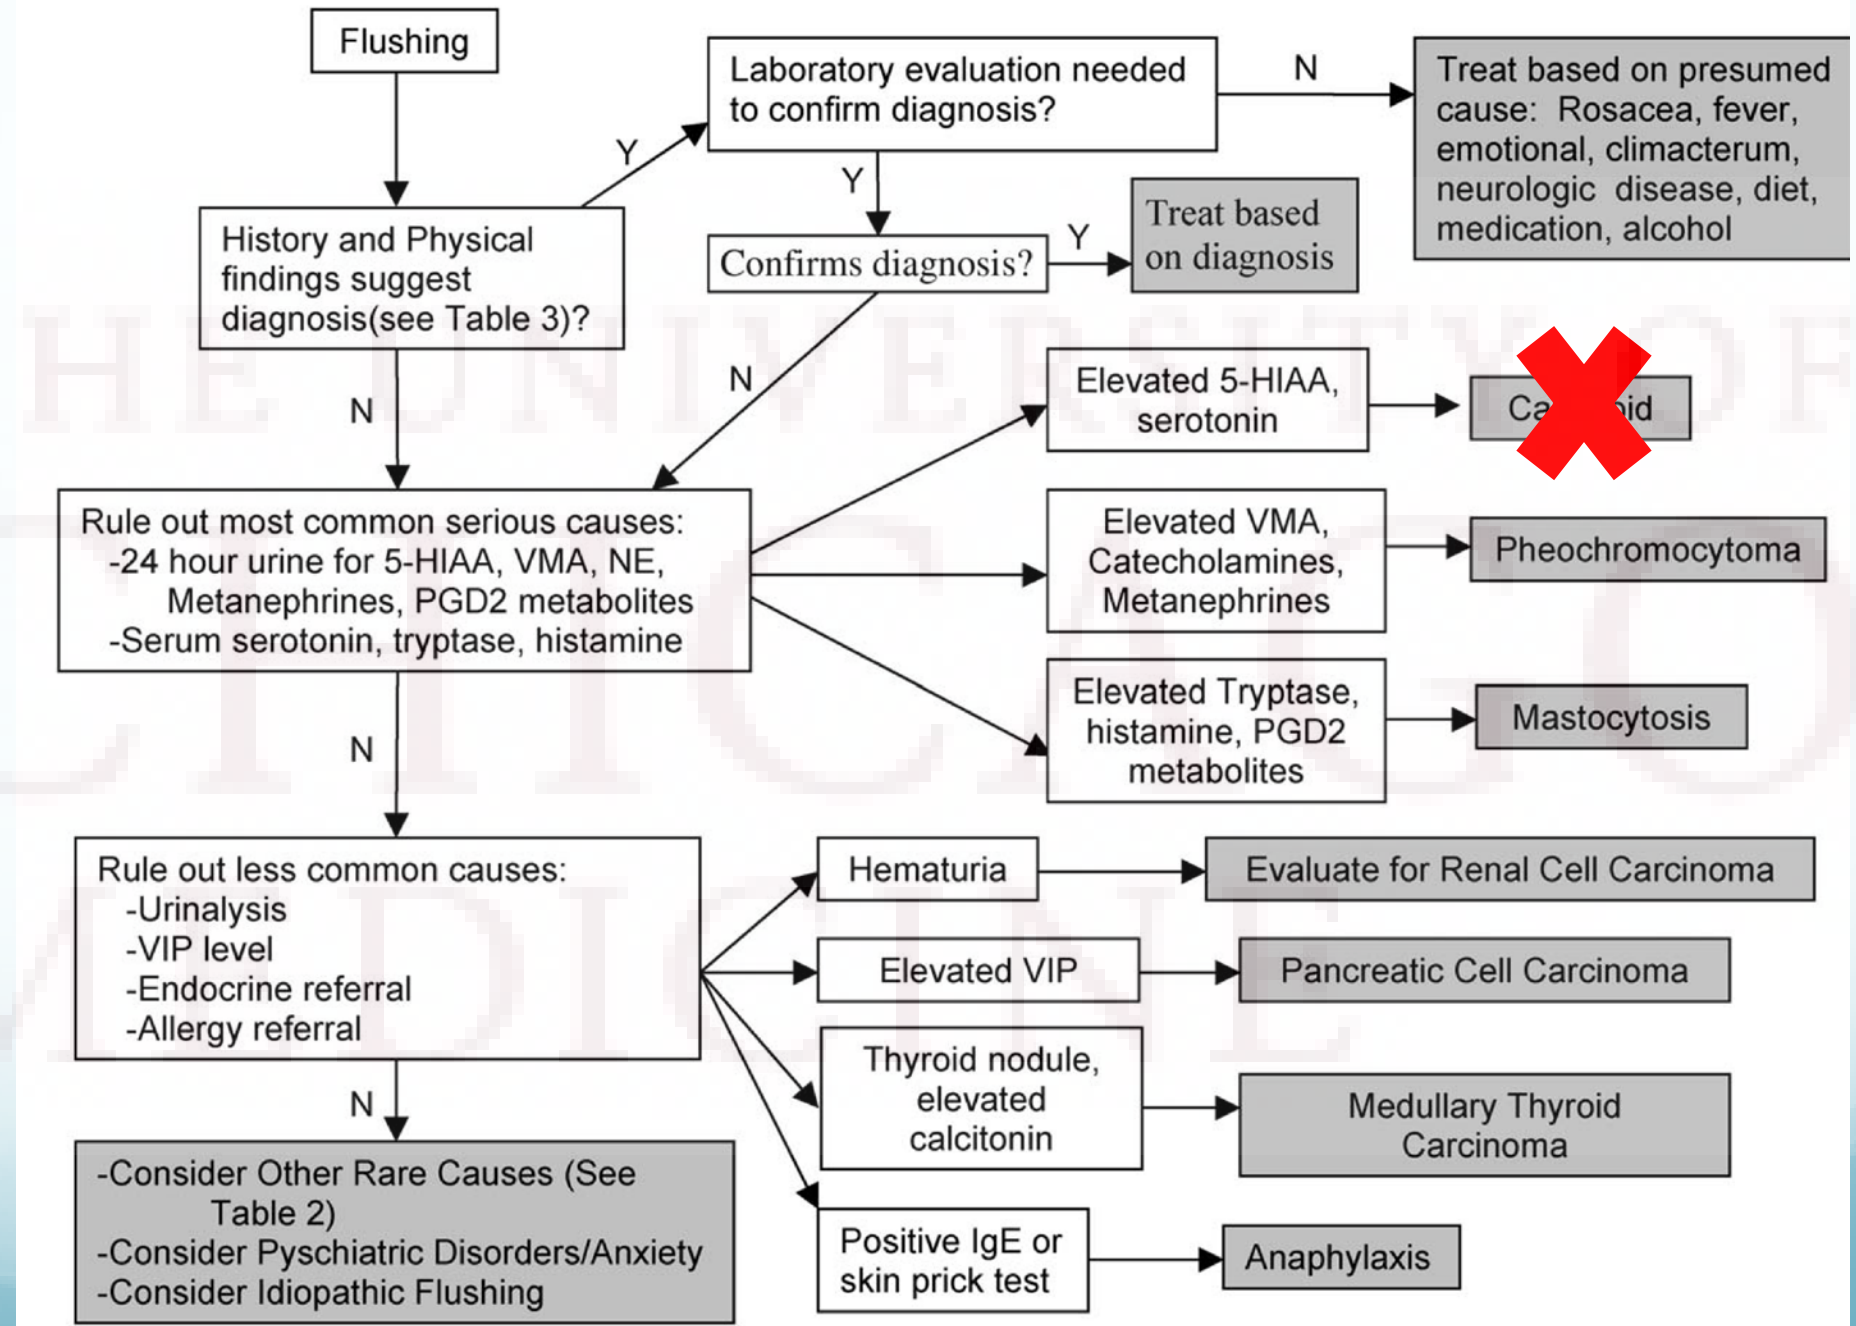 Flushing
Laboratory evaluation needed
to confirm diagnosis?
N
Treat based on presumed
cause: Rosacea, fever,
emotional, climacterum,
neurologic disease, diet,
medication, alcohol
Y
Y
History and Physical
findings suggest
diagnosis(see Table 3)?
Confirms diagnosis?
Y
Treat based
on diagnosis
N
N
Elevated 5-HIAA,
serotonin
Rule out most common serious causes:
-24 hour urine for 5-HIAA, VMA, NE,
Metanephrines, PGD2 metabolites
-Serum serotonin, tryptase, histamine
Elevated VMA,
Catecholamines,
Metanephrines
Pheochromocytoma
Elevated Tryptase,
histamine, PGD2
metabolites
Mastocytosis
N
Rule out less common causes:
-Urinalysis
-VIP level
-Endocrine referral
-Allergy referral
Hematuria
Evaluate for Renal Cell Carcinoma
Elevated VIP
Pancreatic Cell Carcinoma
Thyroid nodule,
elevated
calcitonin
Medullary Thyroid
Carcinoma
Positive IgE or
skin prick test
Anaphylaxis
N
-Consider Other Rare Causes (See
Table 2)
-Consider Pyschiatric Disorders/Anxiety
-Consider Idiopathic Flushing
THE UNIVERSITY OF
CHICAGO
MEDICINE